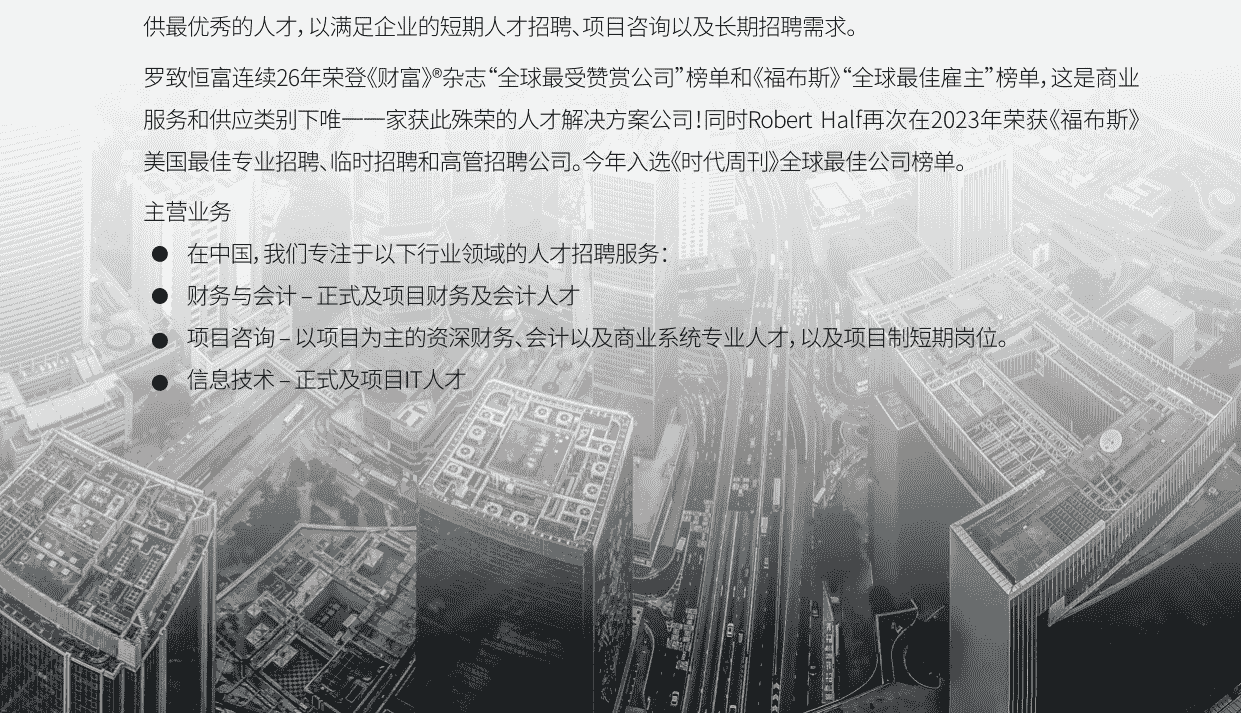 供最优秀的人才，以满足企业的短期人才招聘、项目咨询以及长期招聘需求。
罗致恒富连续26年荣登《财富》®杂志“全球最受赞赏公司”榜单和《福布斯》“全球最佳雇主”榜单，这是商业
服务和供应类别下唯一一家获此殊荣的人才解决方案公司！同时Robert Half再次在2023年荣获《福布斯》
美国最佳专业招聘、临时招聘和高管招聘公司。今年入选《时代周刊》全球最佳公司榜单。
主营业务
● 在中国，我们专注于以下行业领域的人才招聘服务：
● 财务与会计 – 正式及项目财务及会计人才
● 项目咨询 – 以项目为主的资深财务、会计以及商业系统专业人才，以及项目制短期岗位。
● 信息技术 – 正式及项目IT人才